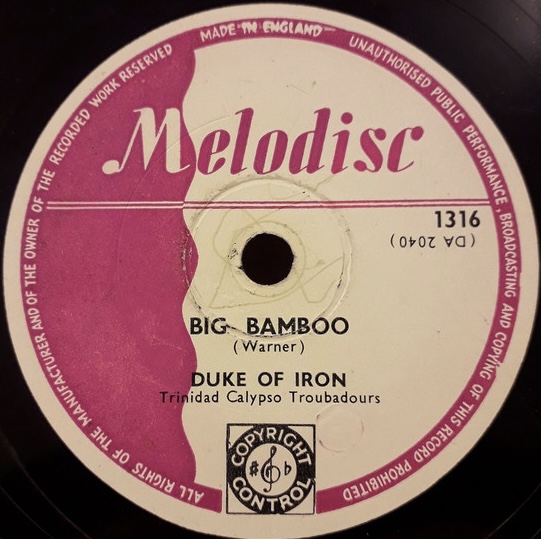 MADE IN ENGLAND
UNAUTHORISED PUBLIC PERFORMANCE, BROADCASTING AND COPYING OF THIS RECORD PROHIBITED
ALL RIGHTS OF THE MANUFACTURER AND OF THE OWNER OF THE RECORDED WORK RESERVED
Melodisc
1316
(DA 2040)
BIG BAMBOO
(Warner)
DUKE OF IRON
Trinidad Calypso Troubadours
COPYRIGHT
CONTROL